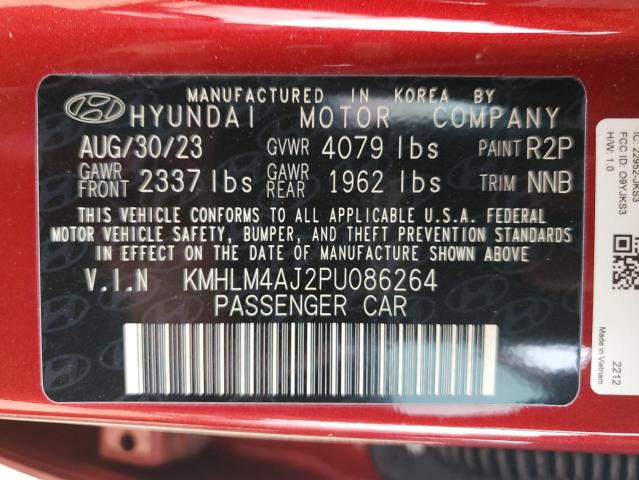 MANUFACTURED IN KOREA BY
HYUNDAI MOTOR COMPANY
AUG/30/23 GVWR 4079 lbs PAINT R2P
GAWR FRONT 2337 lbs GAWR REAR 1962 lbs TRIM NNB
THIS VEHICLE CONFORMS TO ALL APPLICABLE U.S.A. FEDERAL
MOTOR VEHICLE SAFETY, BUMPER, AND THEFT PREVENTION STANDARDS
IN EFFECT ON THE DATE OF MANUFACTURE SHOWN ABOVE
V.I.N KMHLM4AJ2PU086264
PASSENGER CAR
IC: 22952-JKS3
FCC ID: O9YJKS3
H/W: 1.0
2212
Made in Vietnam